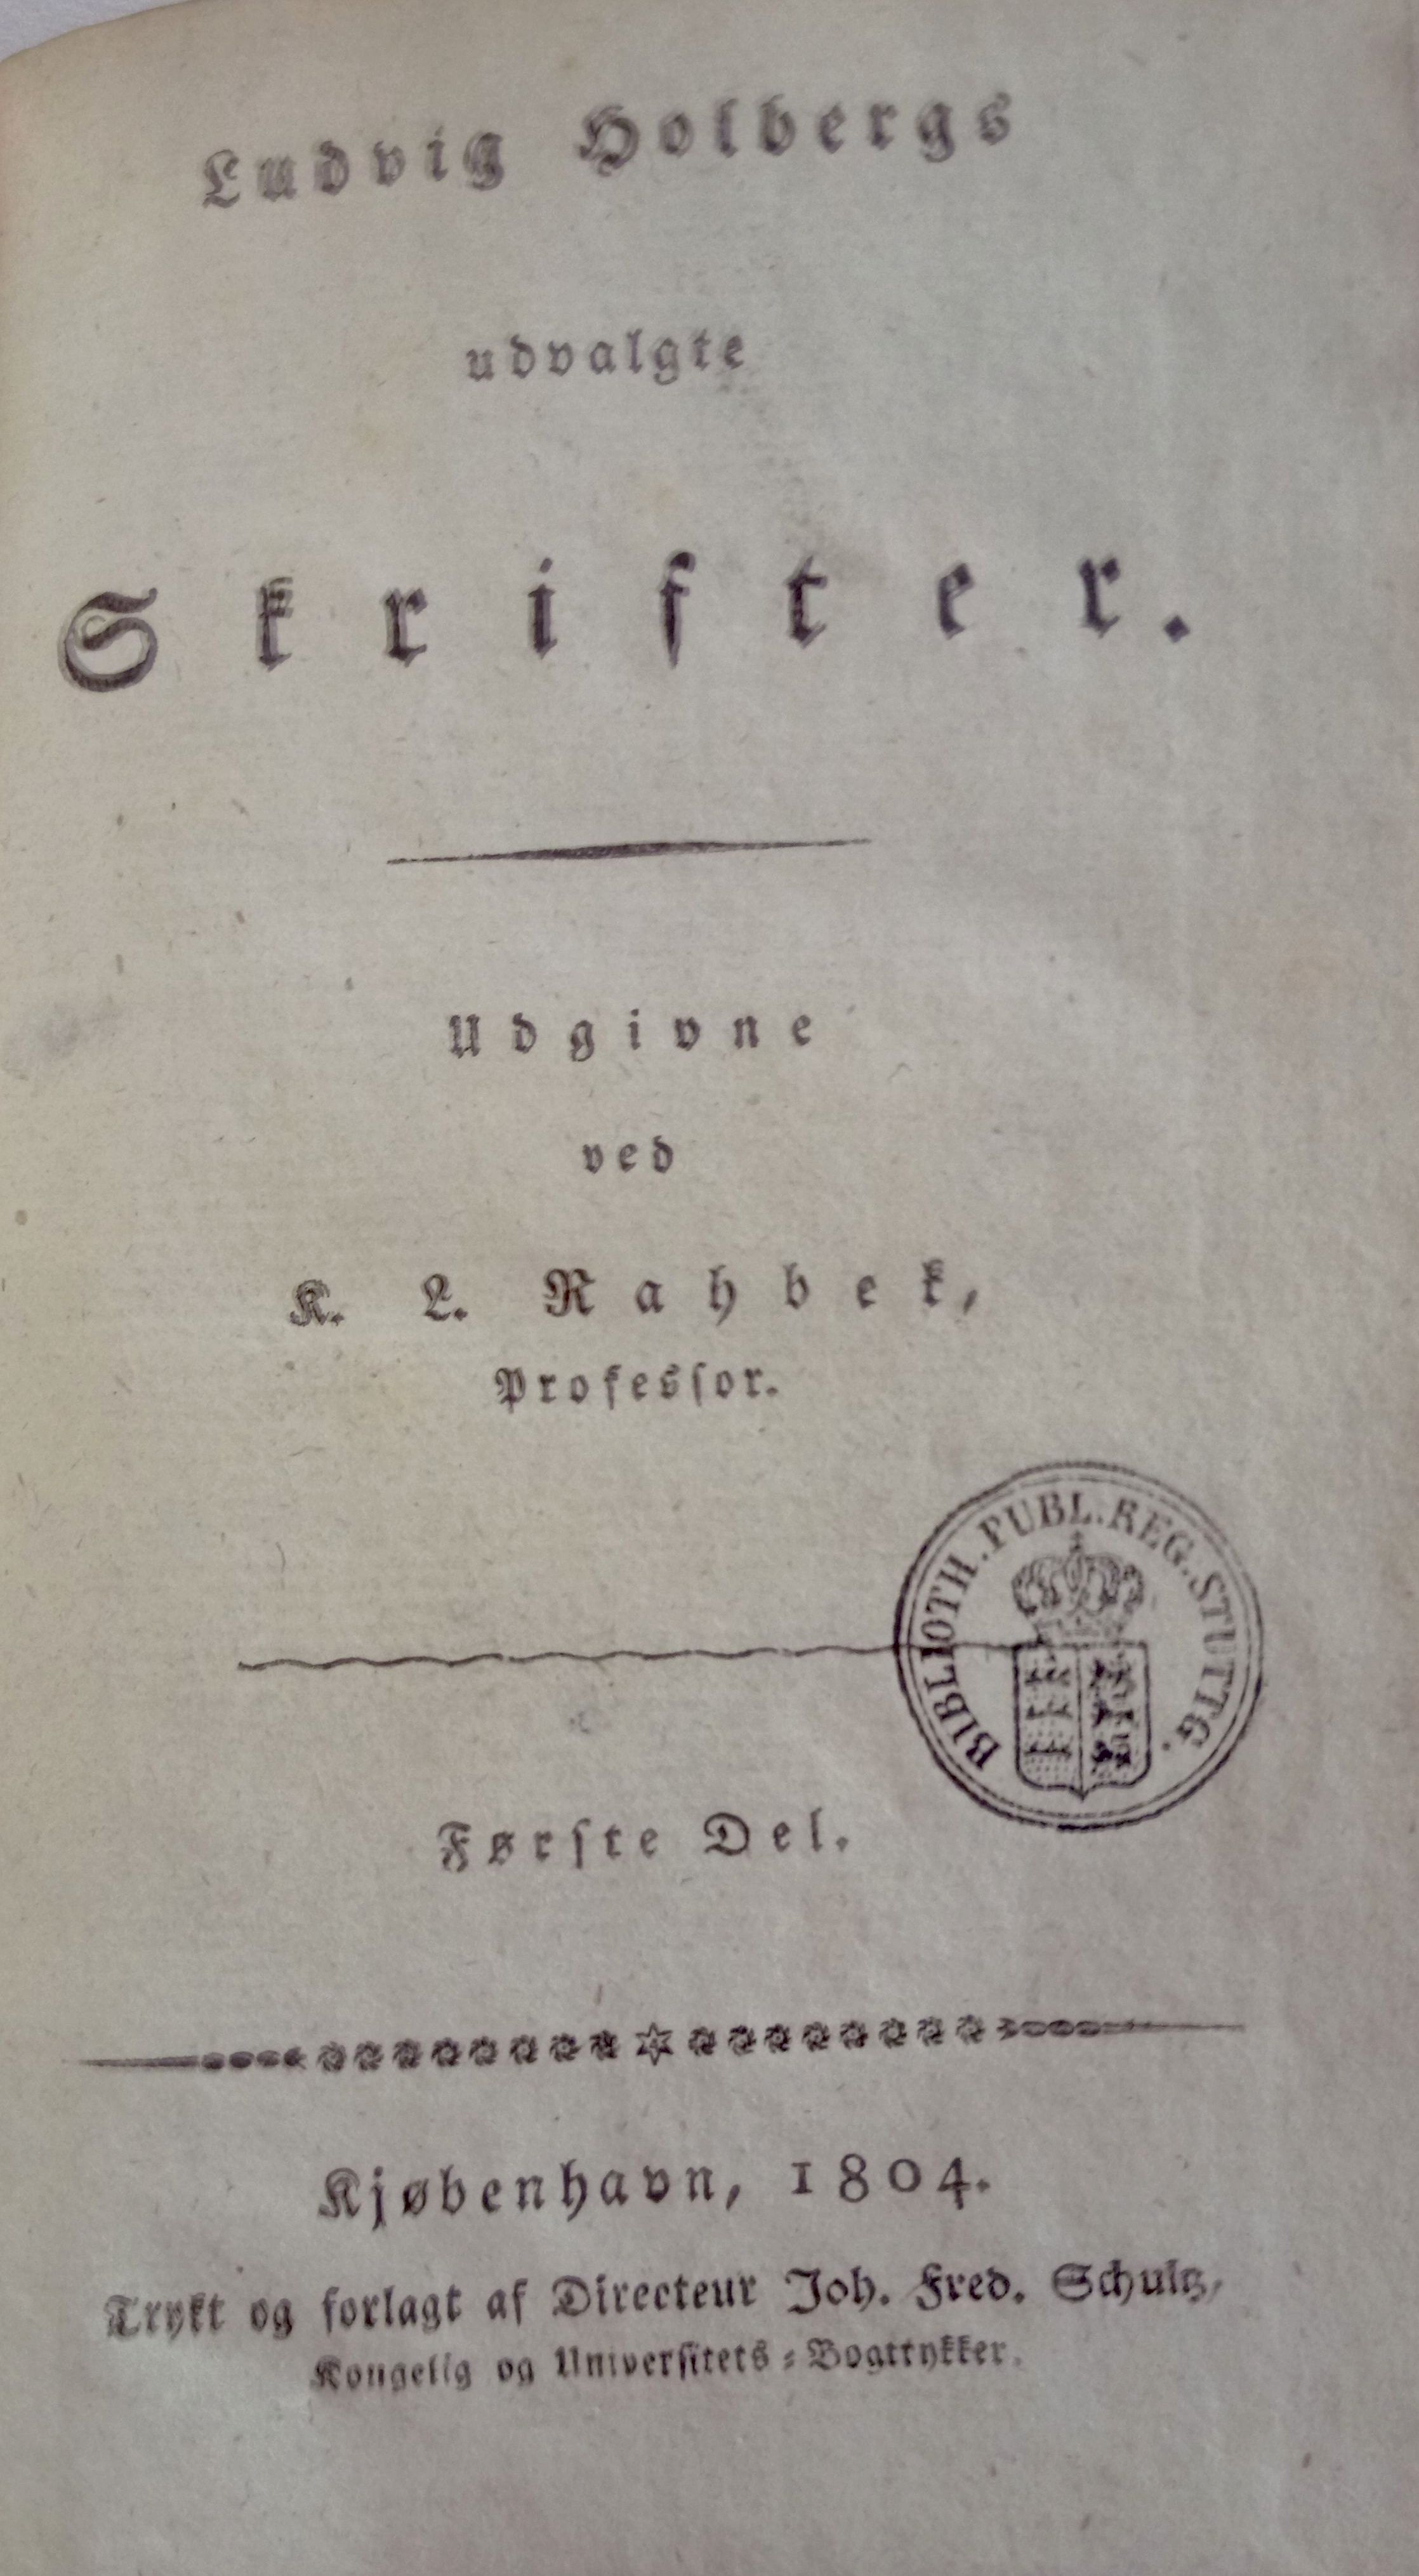 Ludvig Holbergs
udvalgte
Skrifter.
Udgivne
ved
K. L. Rahbek,
Professor.
BIBLIOTH. PUBL. REG. STUTTG.
Første Del.
Kjøbenhavn, 1804.
Trykt og forlagt af Directeur Joh. Fred. Schultz,
Kongelig og Universitets-Bogtrykker.